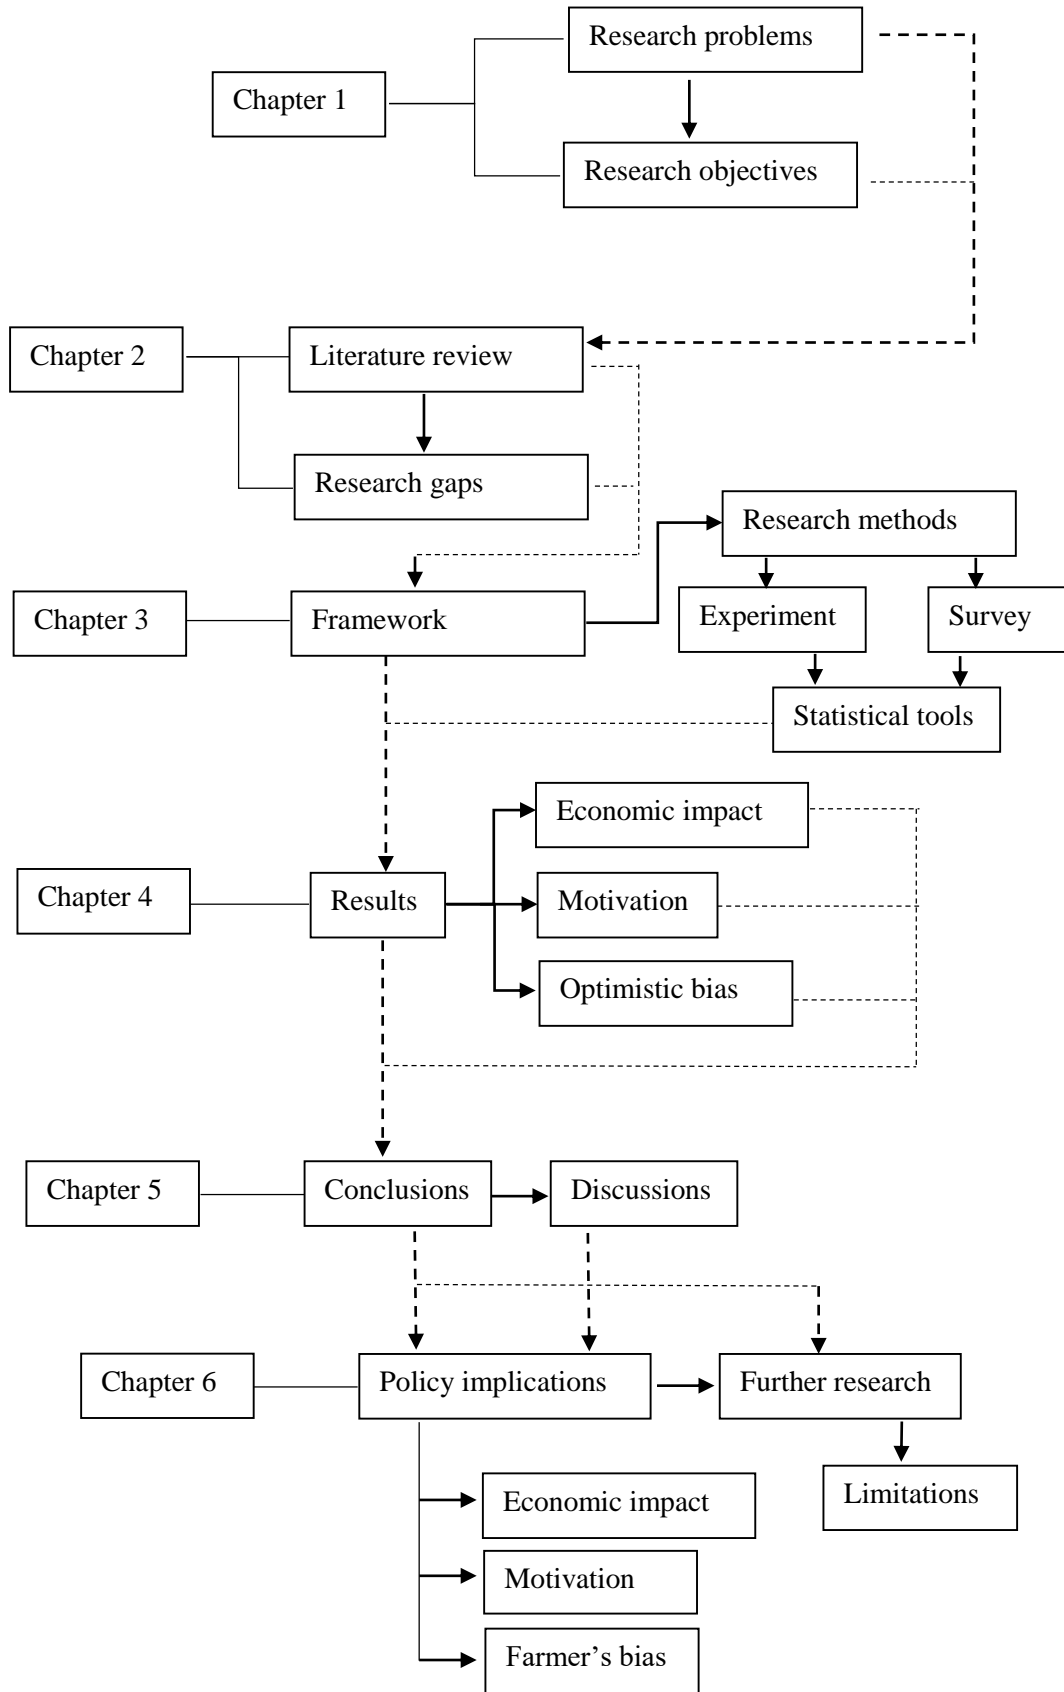 Research problems
Chapter 1
Research objectives
Chapter 2
Literature review
Research gaps
Research methods
Chapter 3
Framework
Experiment
Survey
Statistical tools
Economic impact
Chapter 4
Results
Motivation
Optimistic bias
Chapter 5
Conclusions
Discussions
Chapter 6
Policy implications
Further research
Economic impact
Limitations
Motivation
Farmer’s bias